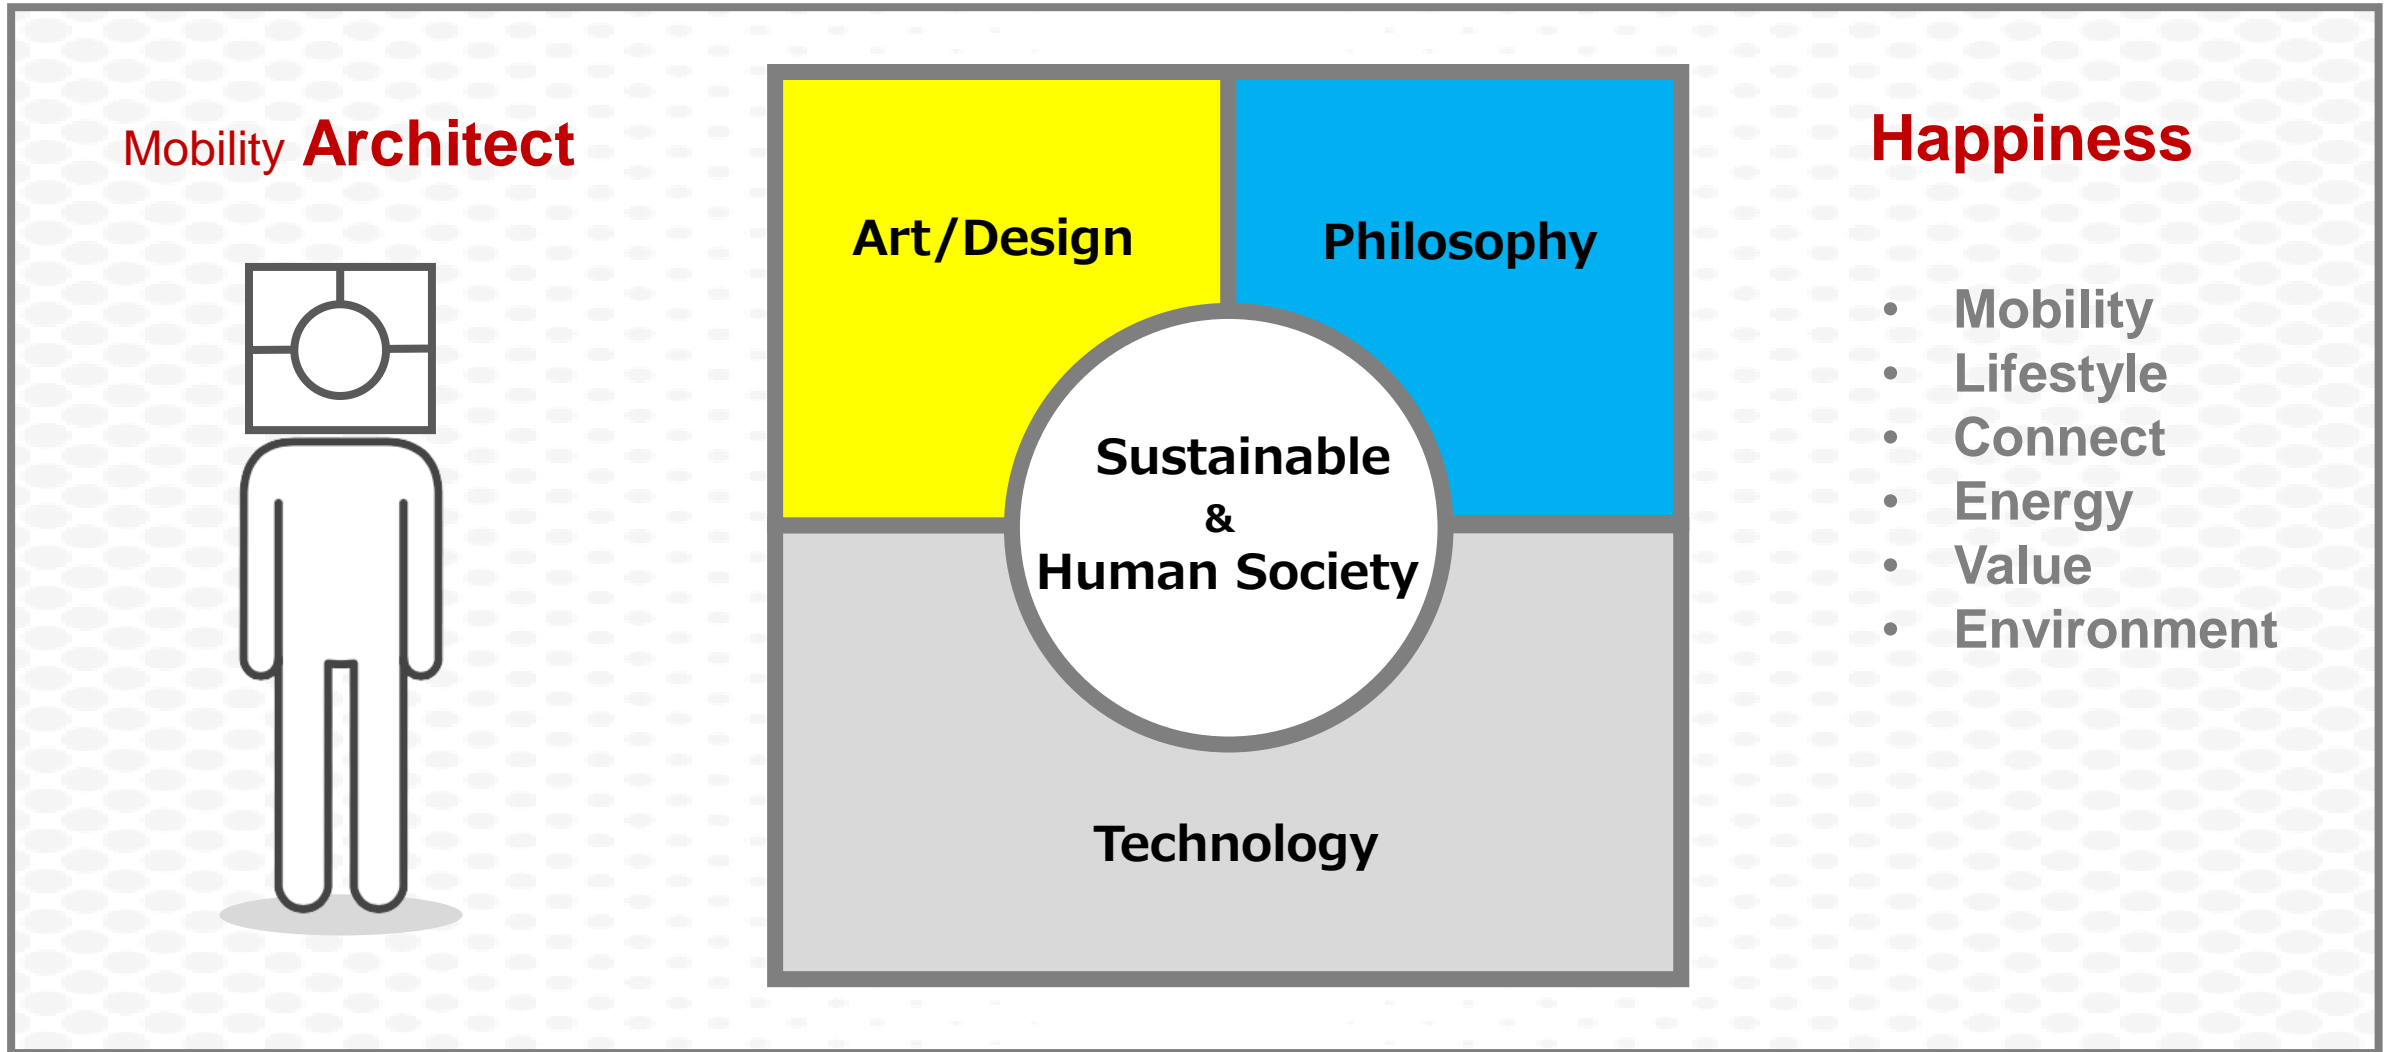 Mobility Architect
Art/Design
Philosophy
Sustainable
&
Human Society
Technology
Happiness
• Mobility
• Lifestyle
• Connect
• Energy
• Value
• Environment